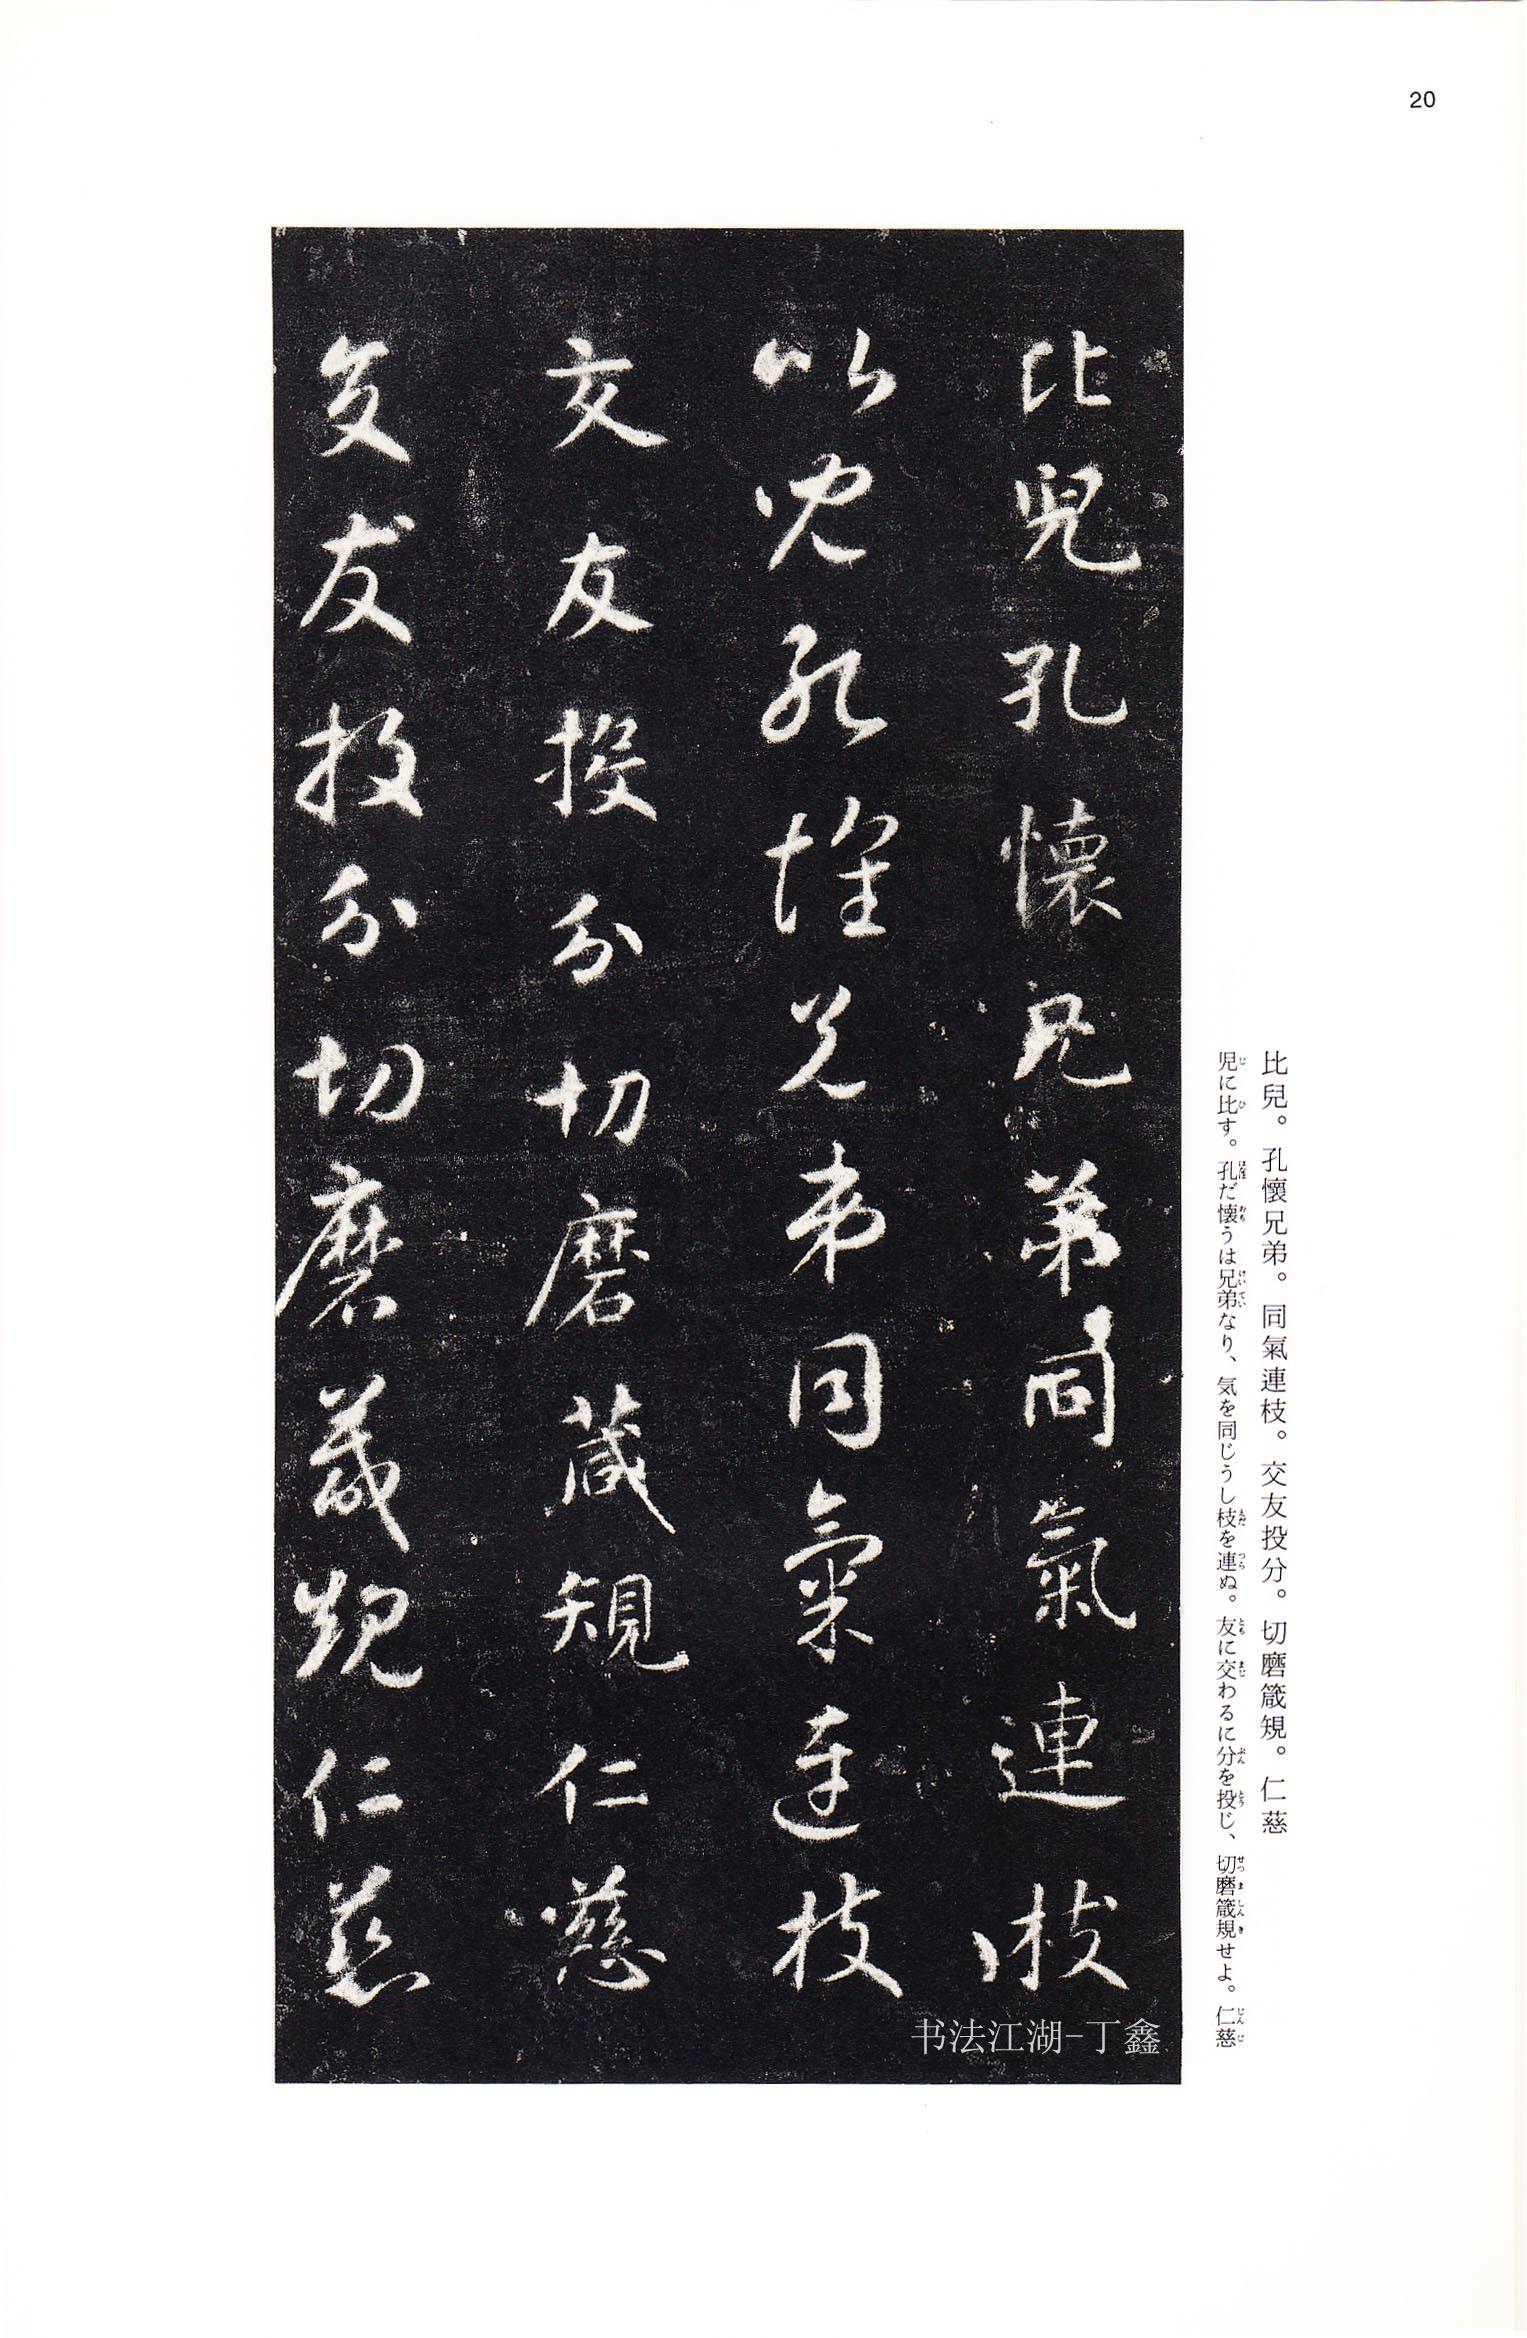 20
比兒。孔懷兄弟。同氣連枝。交友投分。切磨箴規。仁慈
児に比す。孔だ懐うは兄弟なり、気を同じうし枝を連ぬ。友に交わるに分を投じ、切磨箴規せよ。仁慈
比兒孔懷兄弟同氣連枝
比兒孔懷兄弟同氣連枝
交友投分切磨箴規仁慈
交友投分切磨箴規仁慈
书法江湖-丁鑫